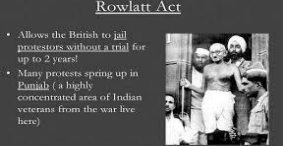 Rowlatt Act
• Allows the British to jail
protestors without a trial for
up to 2 years!
• Many protests spring up in
Punjab ( a highly
concentrated area of Indian
veterans from the war live
here)